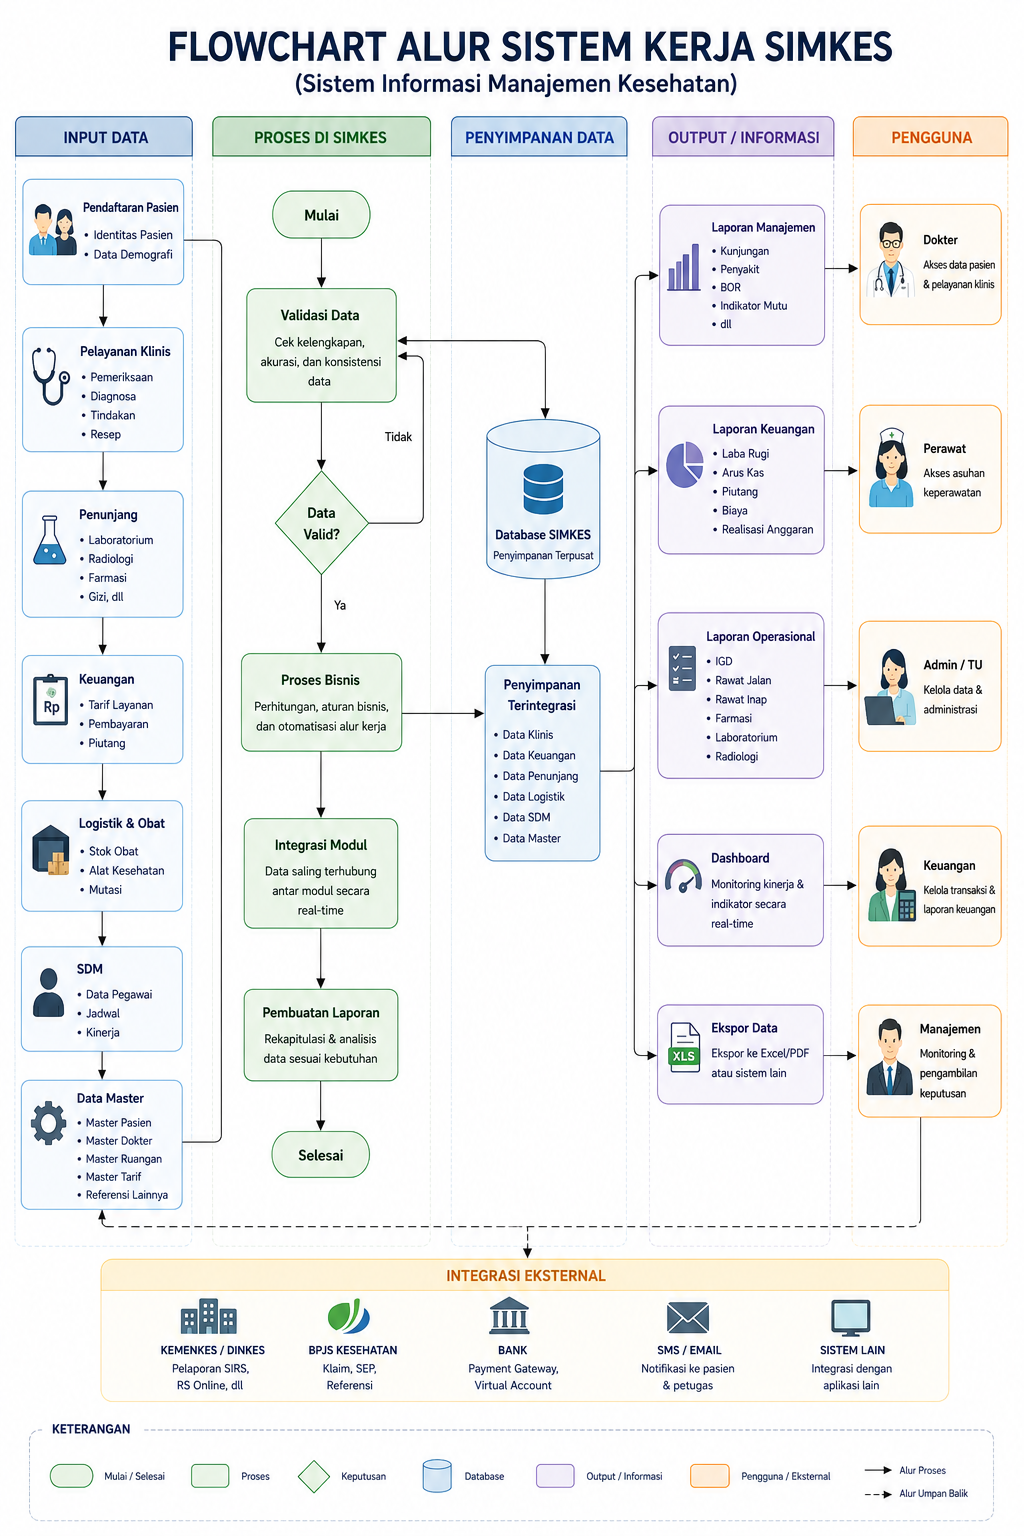 FLOWCHART ALUR SISTEM KERJA SIMKES
(Sistem Informasi Manajemen Kesehatan)
INPUT DATA
Pendaftaran Pasien
• Identitas Pasien
• Data Demografi
Pelayanan Klinis
• Pemeriksaan
• Diagnosa
• Tindakan
• Resep
Penunjang
• Laboratorium
• Radiologi
• Farmasi
• Gizi, dll
Keuangan
Rp
• Tarif Layanan
• Pembayaran
• Piutang
Logistik & Obat
• Stok Obat
• Alat Kesehatan
• Mutasi
SDM
• Data Pegawai
• Jadwal
• Kinerja
Data Master
• Master Pasien
• Master Dokter
• Master Ruangan
• Master Tarif
• Referensi Lainnya
PROSES DI SIMKES
Mulai
Validasi Data
Cek kelengkapan,
akurasi, dan konsistensi
data
Tidak
Data
Valid?
Ya
Proses Bisnis
Perhitungan, aturan bisnis,
dan otomatisasi alur kerja
Integrasi Modul
Data saling terhubung
antar modul secara
real-time
Pembuatan Laporan
Rekapitulasi & analisis
data sesuai kebutuhan
Selesai
PENYIMPANAN DATA
Database SIMKES
Penyimpanan Terpusat
Penyimpanan
Terintegrasi
• Data Klinis
• Data Keuangan
• Data Penunjang
• Data Logistik
• Data SDM
• Data Master
OUTPUT / INFORMASI
Laporan Manajemen
• Kunjungan
• Penyakit
• BOR
• Indikator Mutu
• dll
Laporan Keuangan
• Laba Rugi
• Arus Kas
• Piutang
• Biaya
• Realisasi Anggaran
Laporan Operasional
• IGD
• Rawat Jalan
• Rawat Inap
• Farmasi
• Laboratorium
• Radiologi
Dashboard
Monitoring kinerja &
indikator secara
real-time
Ekspor Data
XLS
Ekspor ke Excel/PDF
atau sistem lain
PENGGUNA
Dokter
Akses data pasien
& pelayanan klinis
Perawat
Akses asuhan
keperawatan
Admin / TU
Kelola data &
administrasi
Keuangan
Kelola transaksi &
laporan keuangan
Manajemen
Monitoring &
pengambilan
keputusan
INTEGRASI EKSTERNAL
KEMENKES / DINKES
Pelaporan SIRS,
RS Online, dll
BPJS KESEHATAN
Klaim, SEP,
Referensi
BANK
Payment Gateway,
Virtual Account
SMS / EMAIL
Notifikasi ke pasien
& petugas
SISTEM LAIN
Integrasi dengan
aplikasi lain
KETERANGAN
Mulai / Selesai
Proses
Keputusan
Database
Output / Informasi
Pengguna / Eksternal
Alur Proses
Alur Umpan Balik